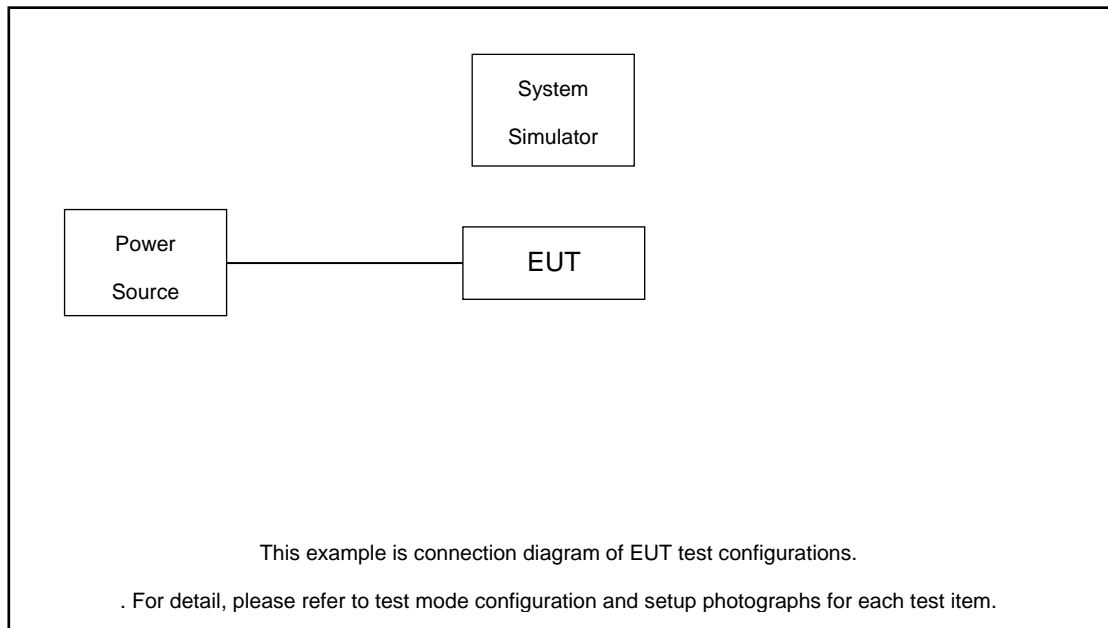 System
Simulator
Power
Source
EUT
This example is connection diagram of EUT test configurations.
. For detail, please refer to test mode configuration and setup photographs for each test item.